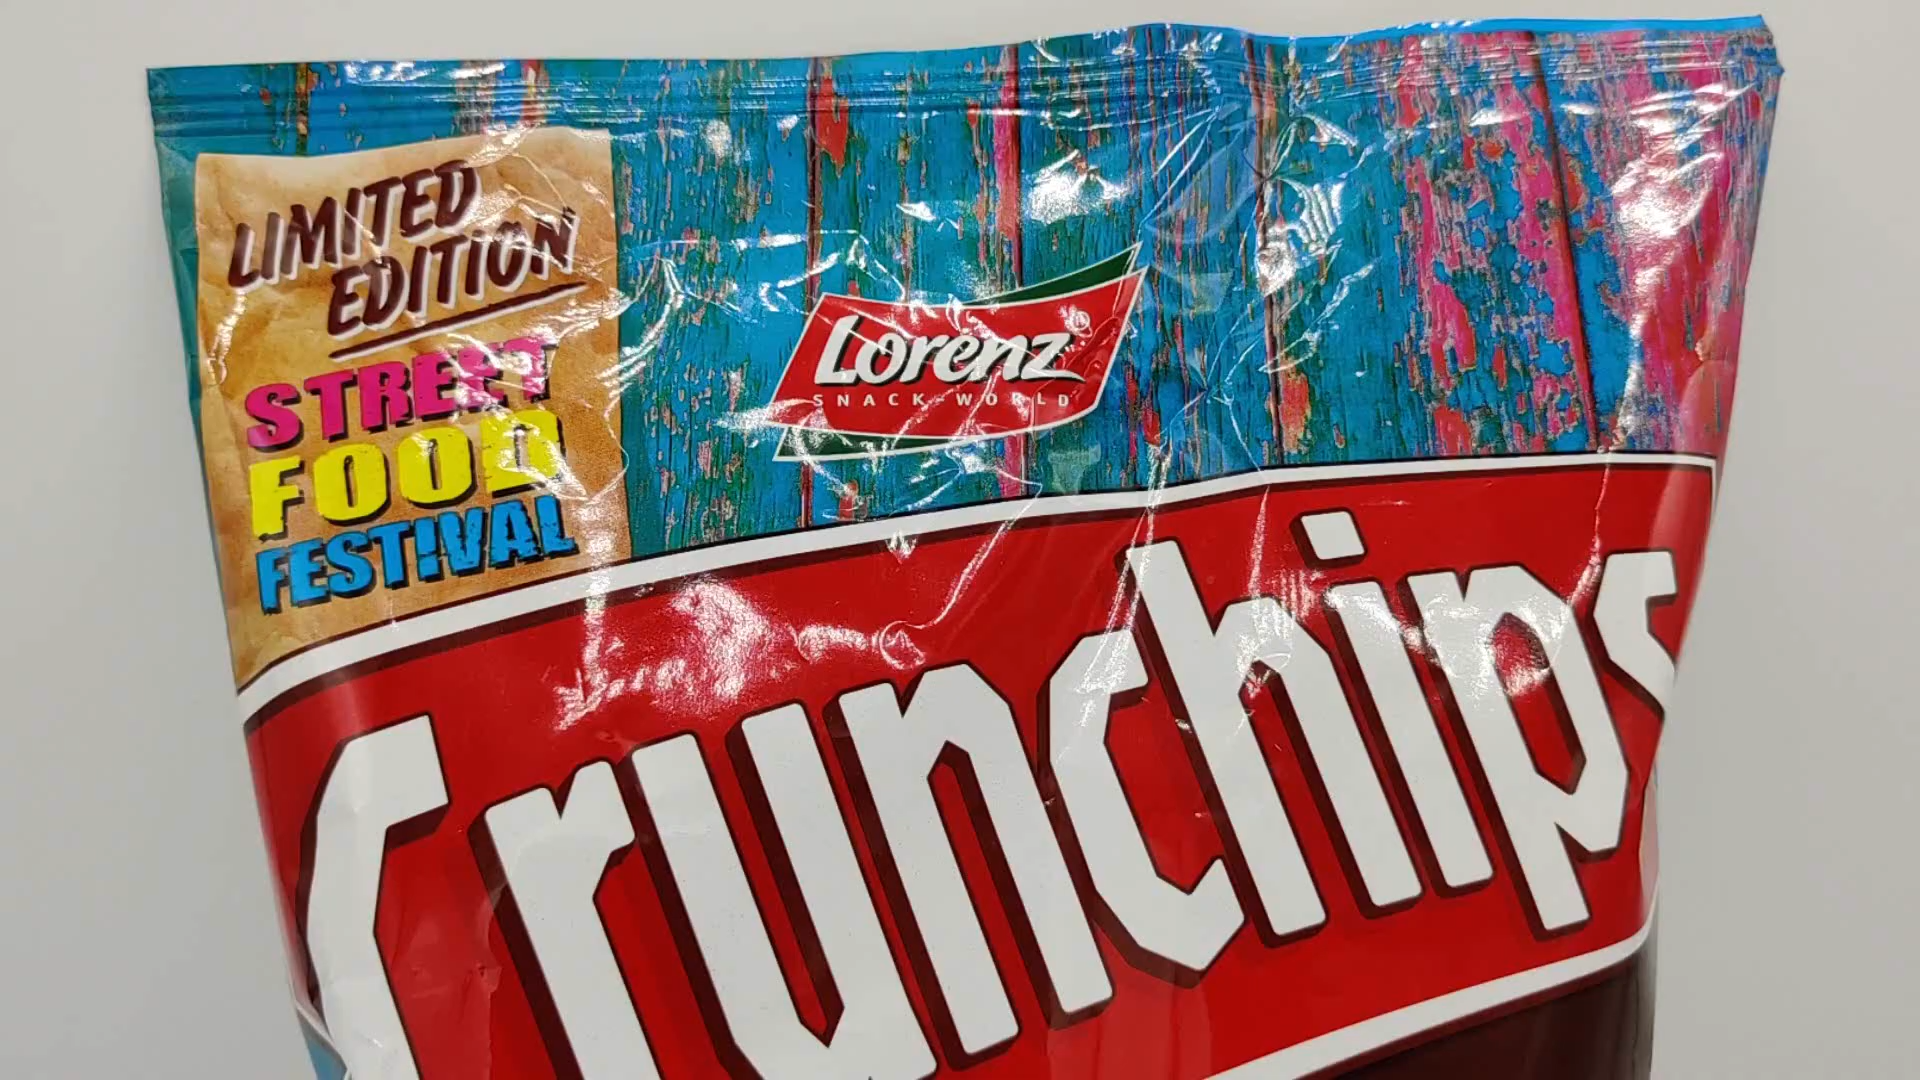 LIMITED
EDITION
STREET
FOOD
FESTIVAL
Lorenz®
SNACK-WORLD
Crunchips